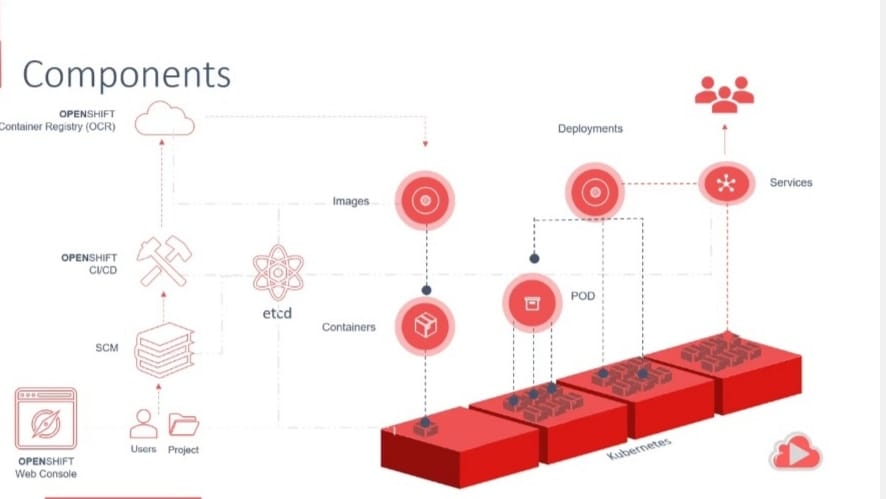 Components
OPENSHIFT
Container Registry (OCR)
Deployments
Services
Images
OPENSHIFT
CI/CD
POD
etcd
Containers
SCM
Kubernetes
Users
Project
OPENSHIFT
Web Console